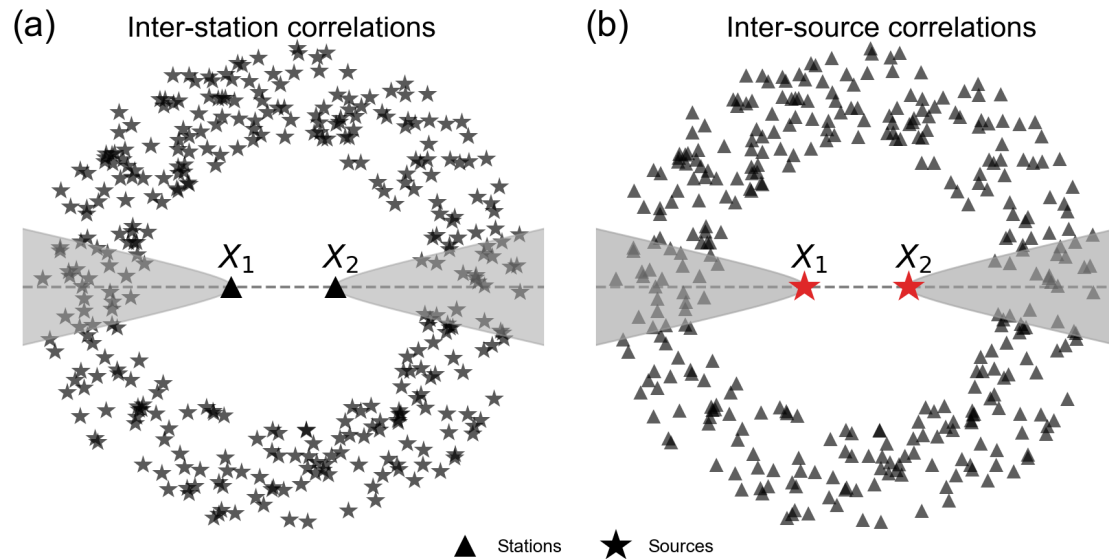 (a) Inter-station correlations
(b) Inter-source correlations
X₁ X₂
X₁ X₂
Stations Sources